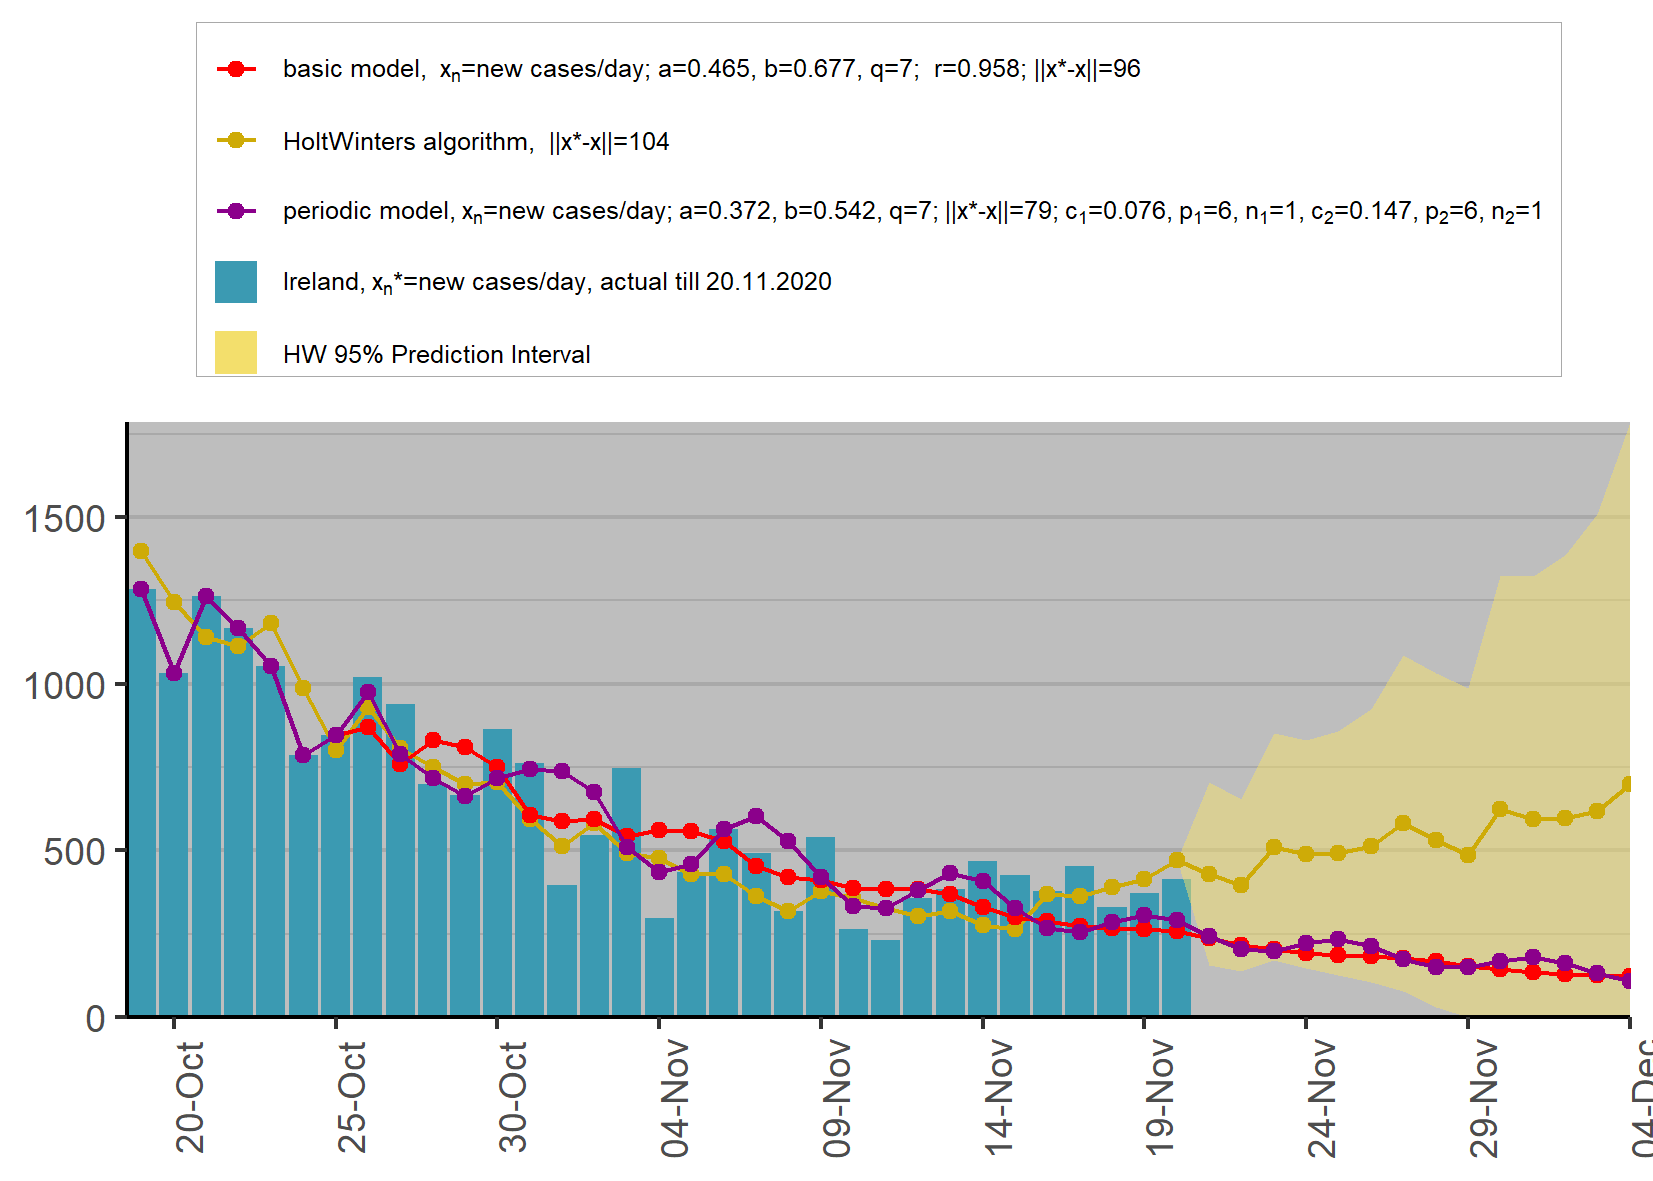 basic model, xₙ=new cases/day; a=0.465, b=0.677, q=7; r=0.958; ||x*-x||=96
HoltWinters algorithm, ||x*-x||=104
periodic model, xₙ=new cases/day; a=0.372, b=0.542, q=7; ||x*-x||=79; c₁=0.076, p₁=6, n₁=1, c₂=0.147, p₂=6, n₂=1
Ireland, xₙ*=new cases/day, actual till 20.11.2020
HW 95% Prediction Interval
1500
1000
500
0
20-Oct
25-Oct
30-Oct
04-Nov
09-Nov
14-Nov
19-Nov
24-Nov
29-Nov
04-Dec